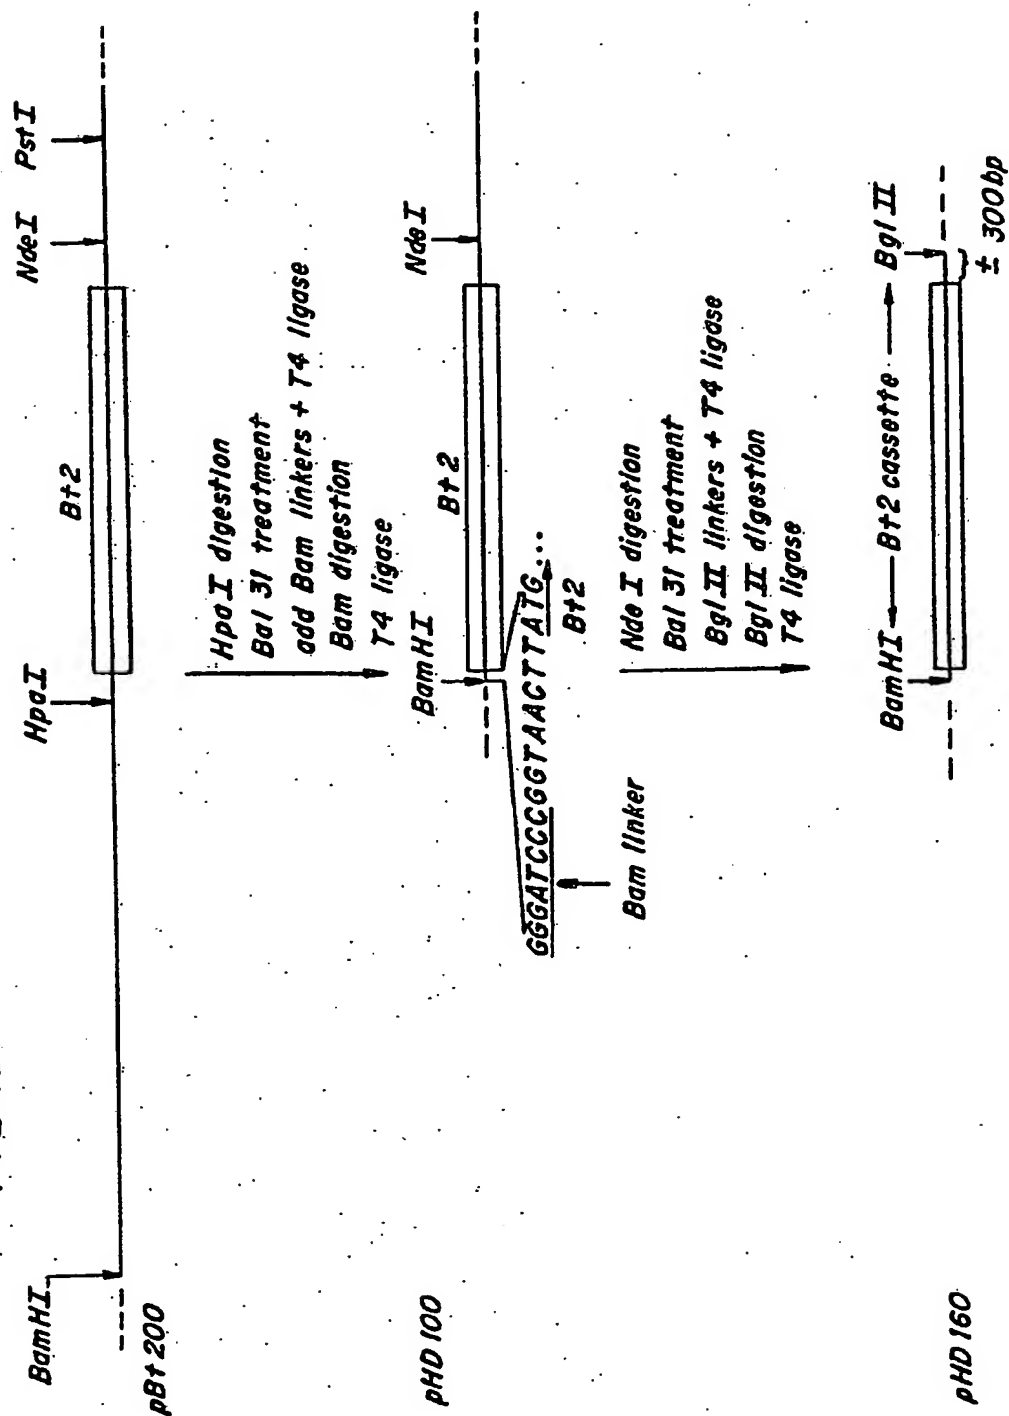 BamHI
HpaI
Bt2
NdeI
PstI
pBt200
HpaI digestion
Bal 31 treatment
add Bam linkers + T4 ligase
Bam digestion
T4 ligase
BamHI
Bt2
NdeI
GGGATCCCGGTAACTTATG...
Bt2
Bam linker
pHD100
Nde I digestion
Bal 31 treatment
Bgl II linkers + T4 ligase
Bgl II digestion
T4 ligase
BamHI Bt2 cassette Bgl II
± 300bp
pHD160